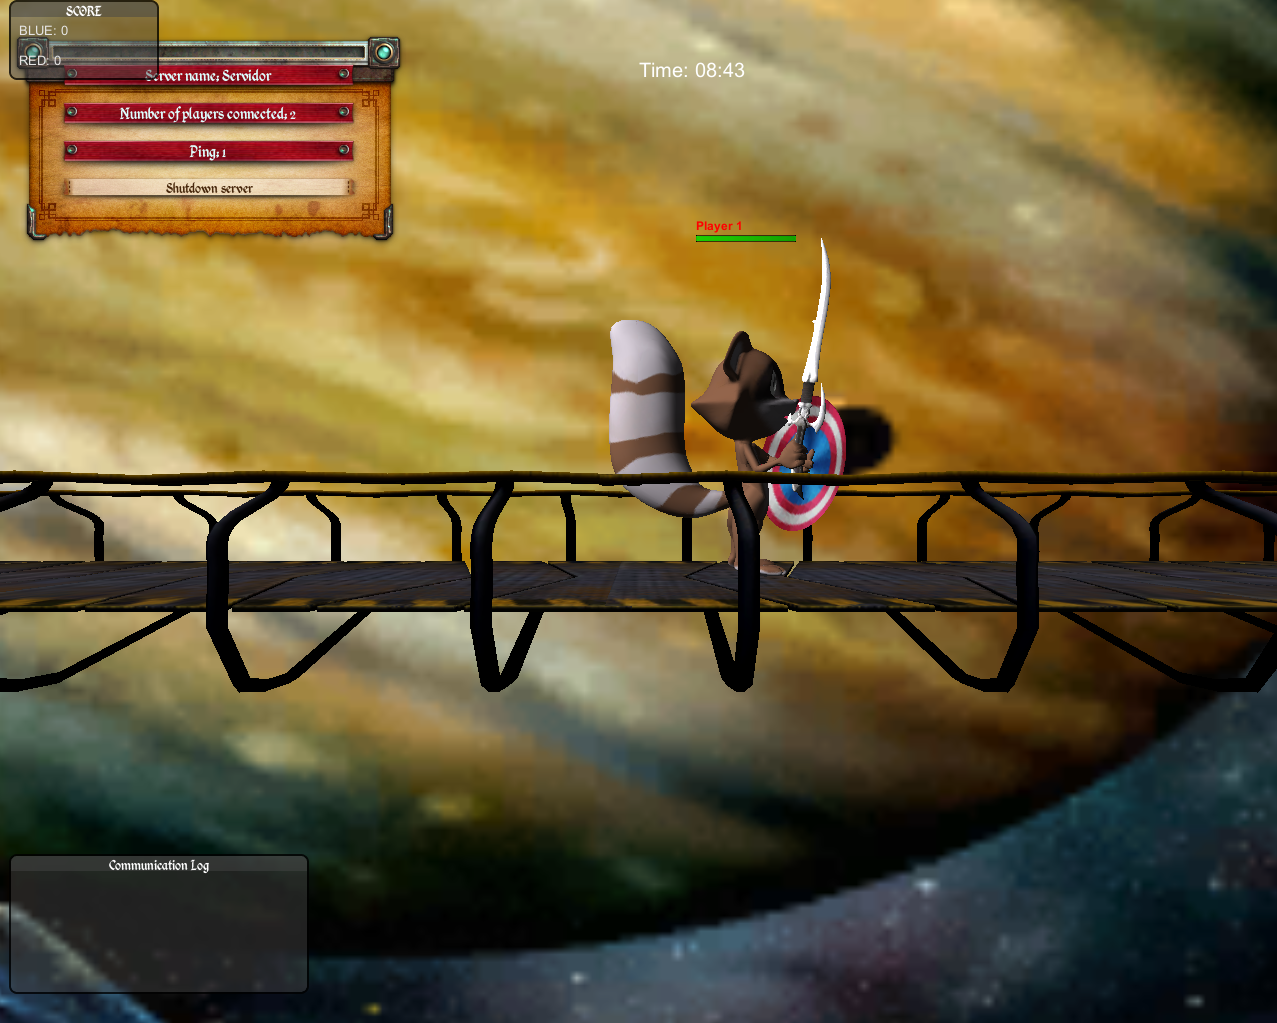 SCORE
BLUE: 0
RED: 0
Server name: Servidor
Number of players connected: 2
Ping: 1
Shutdown server
Time: 08:43
Player 1
Communication Log